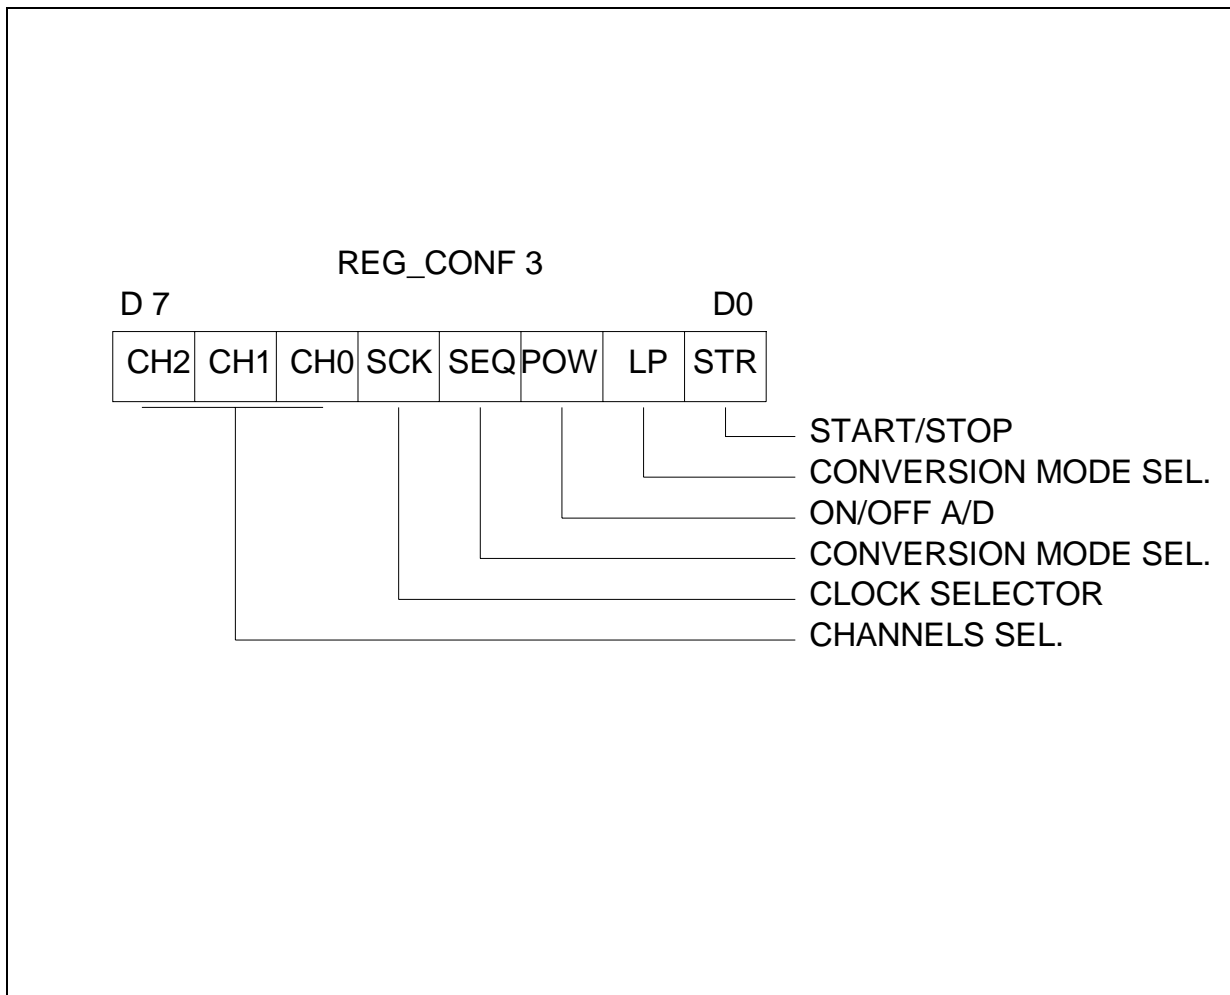 REG_CONF 3
D 7 D0
CH2 CH1 CH0 SCK SEQ POW LP STR
START/STOP
CONVERSION MODE SEL.
ON/OFF A/D
CONVERSION MODE SEL.
CLOCK SELECTOR
CHANNELS SEL.